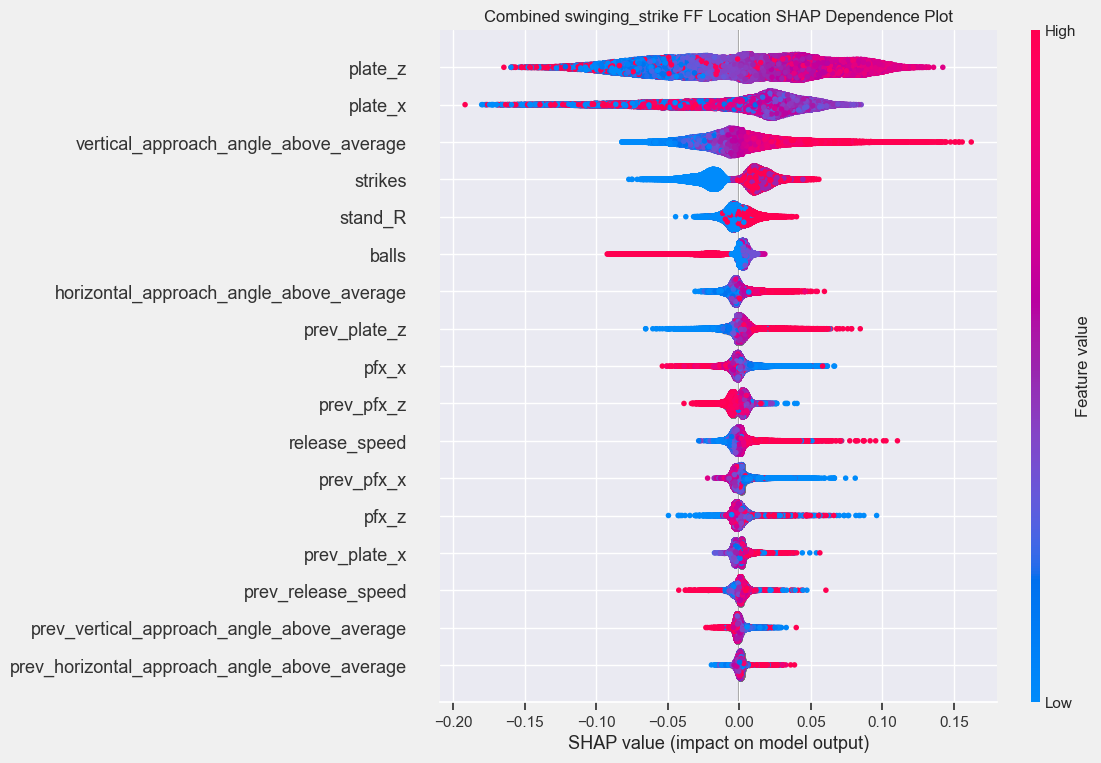 Combined swinging_strike FF Location SHAP Dependence Plot
High
plate_z
plate_x
vertical_approach_angle_above_average
strikes
stand_R
balls
horizontal_approach_angle_above_average
prev_plate_z
pfx_x
prev_pfx_z
release_speed
prev_pfx_x
pfx_z
prev_plate_x
prev_release_speed
prev_vertical_approach_angle_above_average
prev_horizontal_approach_angle_above_average
Feature value
Low
−0.20 −0.15 −0.10 −0.05 0.00 0.05 0.10 0.15
SHAP value (impact on model output)